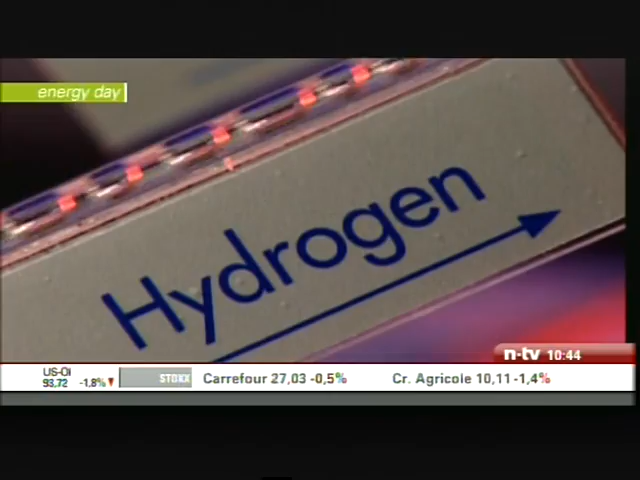 energy day
Hydrogen
n-tv 10:44
US-Öl
93,72 -1,8%
STOXX
Carrefour 27,03 -0,5%
Cr. Agricole 10,11 -1,4%